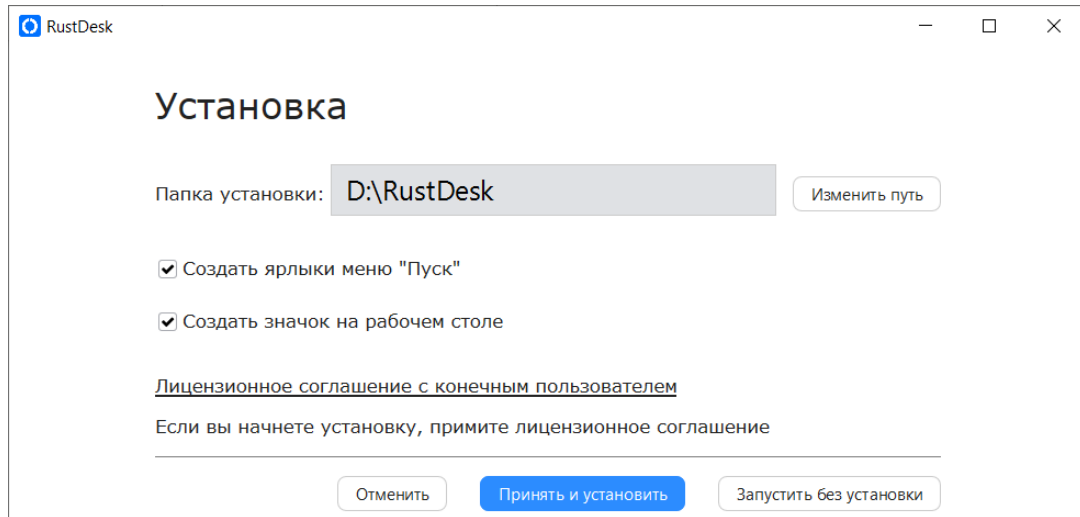 RustDesk
Установка
Папка установки: D:\RustDesk Изменить путь
Создать ярлыки меню "Пуск"
Создать значок на рабочем столе
Лицензионное соглашение с конечным пользователем
Если вы начнете установку, примите лицензионное соглашение
Отменить Принять и установить Запустить без установки